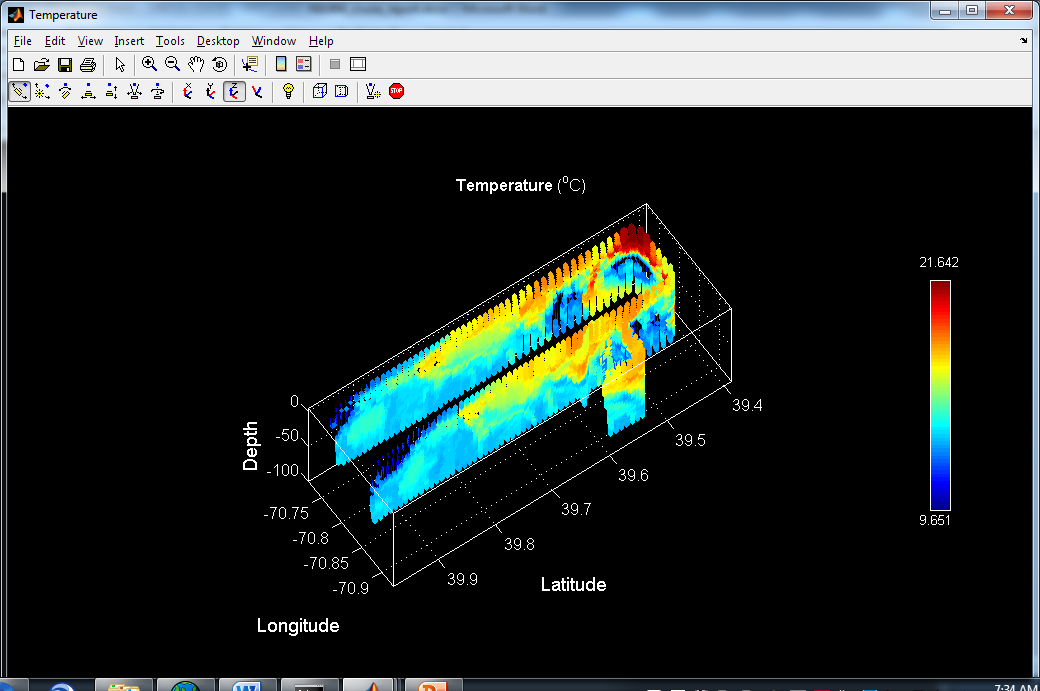 Temperature
File Edit View Insert Tools Desktop Window Help
STOP
Temperature (⁰C)
21.642
9.651
0
-50
-100
Depth
-70.75
-70.8
-70.85
-70.9
Longitude
39.4
39.5
39.6
39.7
39.8
39.9
Latitude
7:34 AM